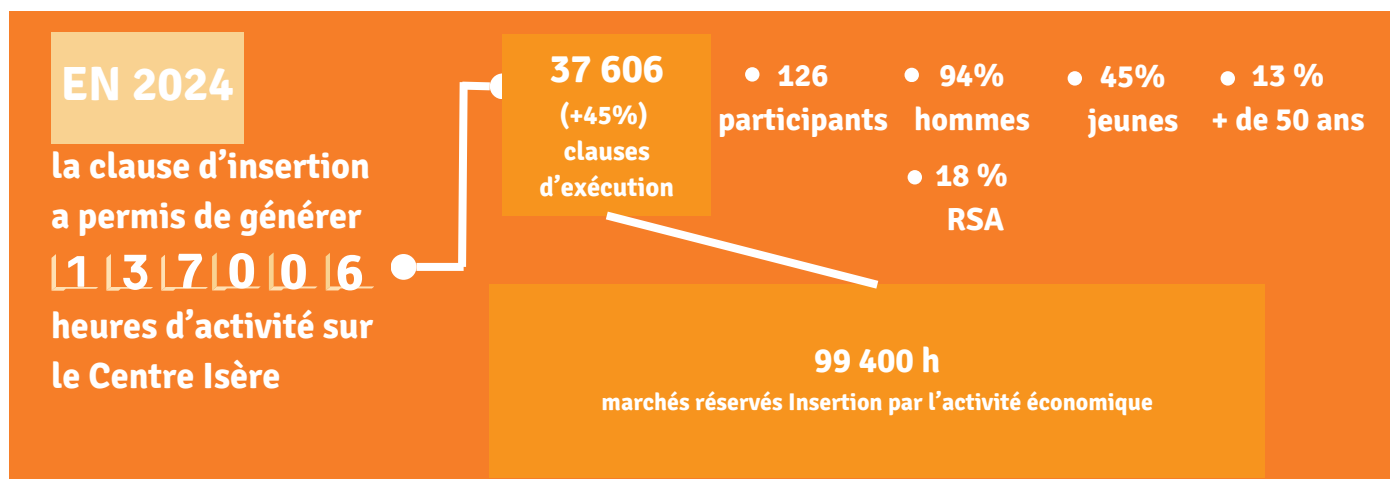 EN 2024
la clause d’insertion
a permis de générer
137006
heures d’activité sur
le Centre Isère
37 606
(+45%)
clauses
d’exécution
126
participants
94%
hommes
45%
jeunes
13 %
+ de 50 ans
18 %
RSA
99 400 h
marchés réservés Insertion par l’activité économique